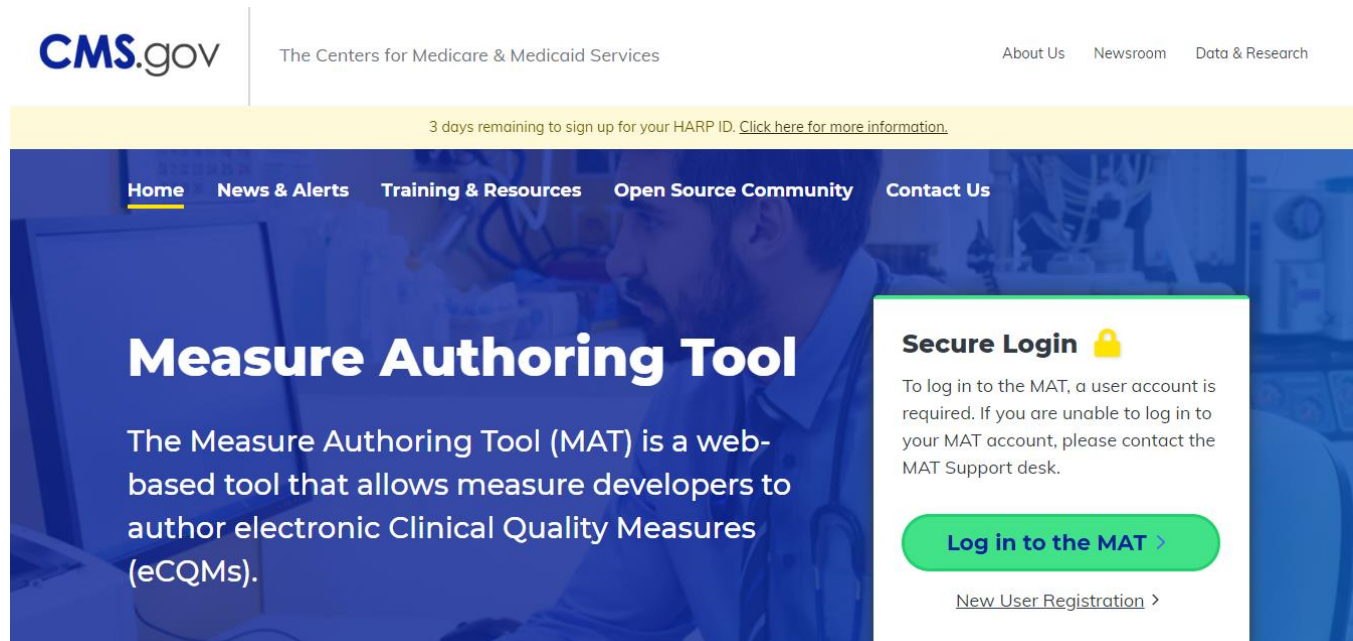 CMS.gov
The Centers for Medicare & Medicaid Services
About Us Newsroom Data & Research
3 days remaining to sign up for your HARP ID. Click here for more information.
Home News & Alerts Training & Resources Open Source Community Contact Us
Measure Authoring Tool
The Measure Authoring Tool (MAT) is a web-
based tool that allows measure developers to
author electronic Clinical Quality Measures
(eCQMs).
Secure Login
To log in to the MAT, a user account is
required. If you are unable to log in to
your MAT account, please contact the
MAT Support desk.
Log in to the MAT >
New User Registration >